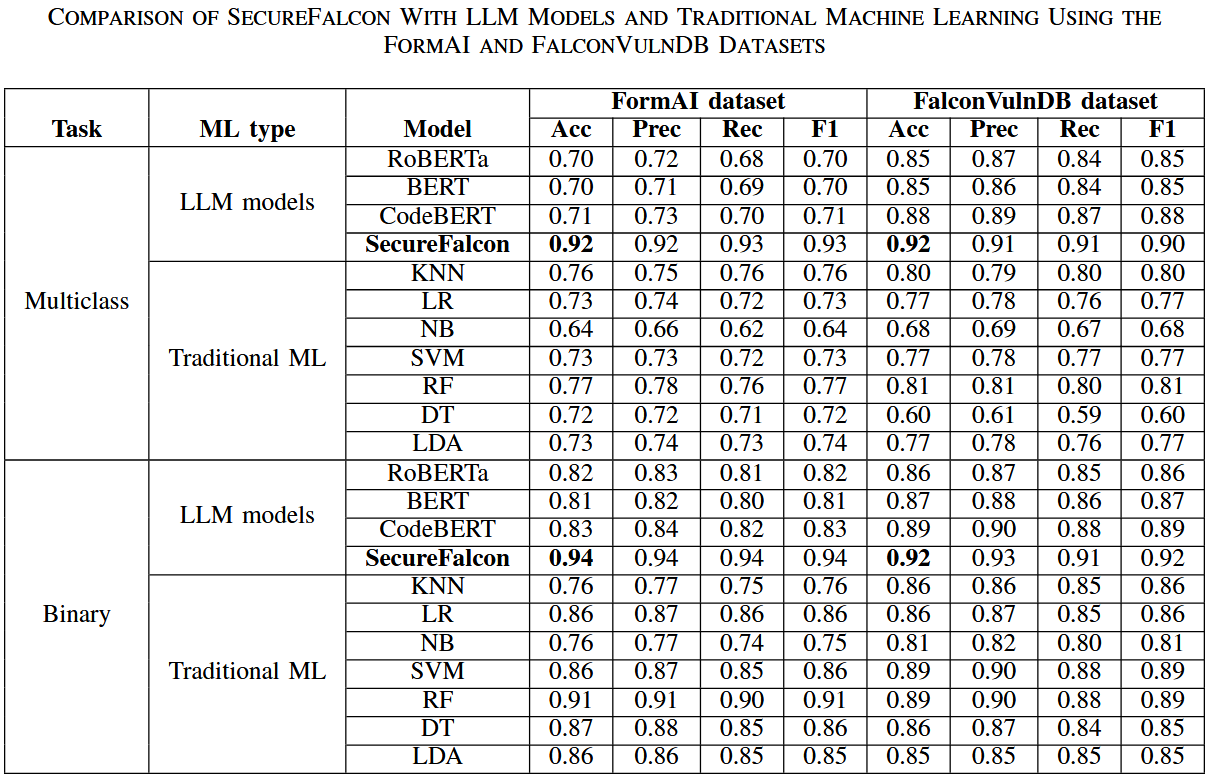 COMPARISON OF SECUREFALCON WITH LLM MODELS AND TRADITIONAL MACHINE LEARNING USING THE
FORMAI AND FALCONVULNDB DATASETS
Task ML type Model FormAI dataset FalconVulnDB dataset
Acc Prec Rec F1 Acc Prec Rec F1
Multiclass LLM models RoBERTa 0.70 0.72 0.68 0.70 0.85 0.87 0.84 0.85
BERT 0.70 0.71 0.69 0.70 0.85 0.86 0.84 0.85
CodeBERT 0.71 0.73 0.70 0.71 0.88 0.89 0.87 0.88
SecureFalcon 0.92 0.92 0.93 0.93 0.92 0.91 0.91 0.90
Traditional ML KNN 0.76 0.75 0.76 0.76 0.80 0.79 0.80 0.80
LR 0.73 0.74 0.72 0.73 0.77 0.78 0.76 0.77
NB 0.64 0.66 0.62 0.64 0.68 0.69 0.67 0.68
SVM 0.73 0.73 0.72 0.73 0.77 0.78 0.77 0.77
RF 0.77 0.78 0.76 0.77 0.81 0.81 0.80 0.81
DT 0.72 0.72 0.71 0.72 0.60 0.61 0.59 0.60
LDA 0.73 0.74 0.73 0.74 0.77 0.78 0.76 0.77
Binary LLM models RoBERTa 0.82 0.83 0.81 0.82 0.86 0.87 0.85 0.86
BERT 0.81 0.82 0.80 0.81 0.87 0.88 0.86 0.87
CodeBERT 0.83 0.84 0.82 0.83 0.89 0.90 0.88 0.89
SecureFalcon 0.94 0.94 0.94 0.94 0.92 0.93 0.91 0.92
Traditional ML KNN 0.76 0.77 0.75 0.76 0.86 0.86 0.85 0.86
LR 0.86 0.87 0.86 0.86 0.86 0.87 0.85 0.86
NB 0.76 0.77 0.74 0.75 0.81 0.82 0.80 0.81
SVM 0.86 0.87 0.85 0.86 0.89 0.90 0.88 0.89
RF 0.91 0.91 0.90 0.91 0.89 0.90 0.88 0.89
DT 0.87 0.88 0.85 0.86 0.86 0.87 0.84 0.85
LDA 0.86 0.86 0.85 0.85 0.85 0.85 0.85 0.85